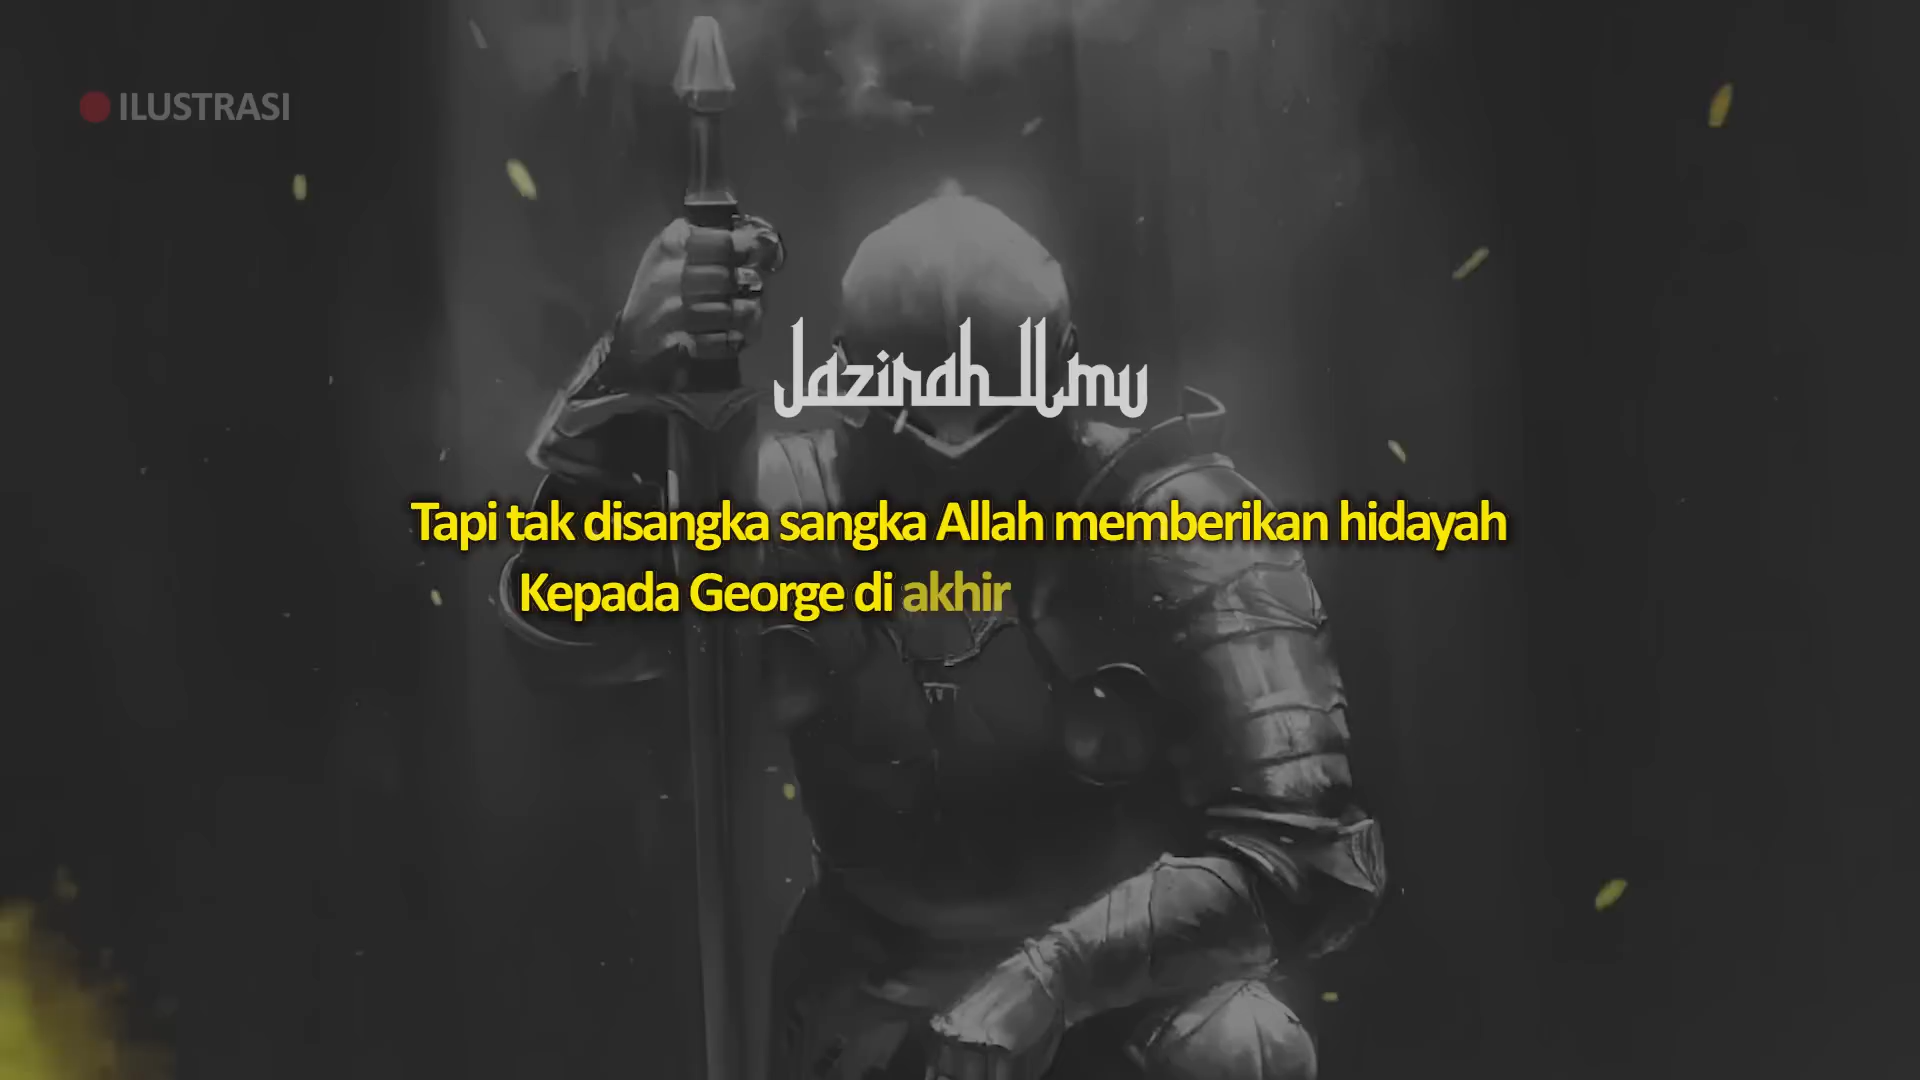 ILUSTRASI
Jazirah Ilmu
Tapi tak disangka sangka Allah memberikan hidayah
Kepada George di akhir